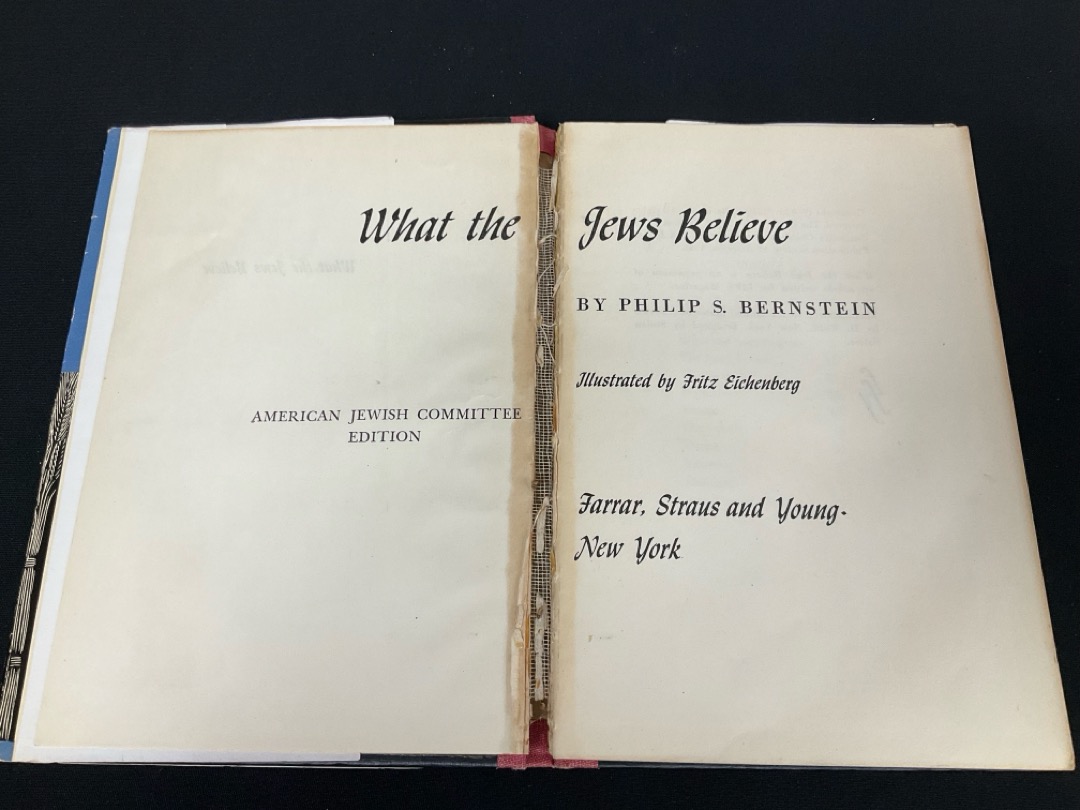 What the Jews Believe
BY PHILIP S. BERNSTEIN
Illustrated by Fritz Eichenberg
AMERICAN JEWISH COMMITTEE
EDITION
Farrar, Straus and Young-
New York